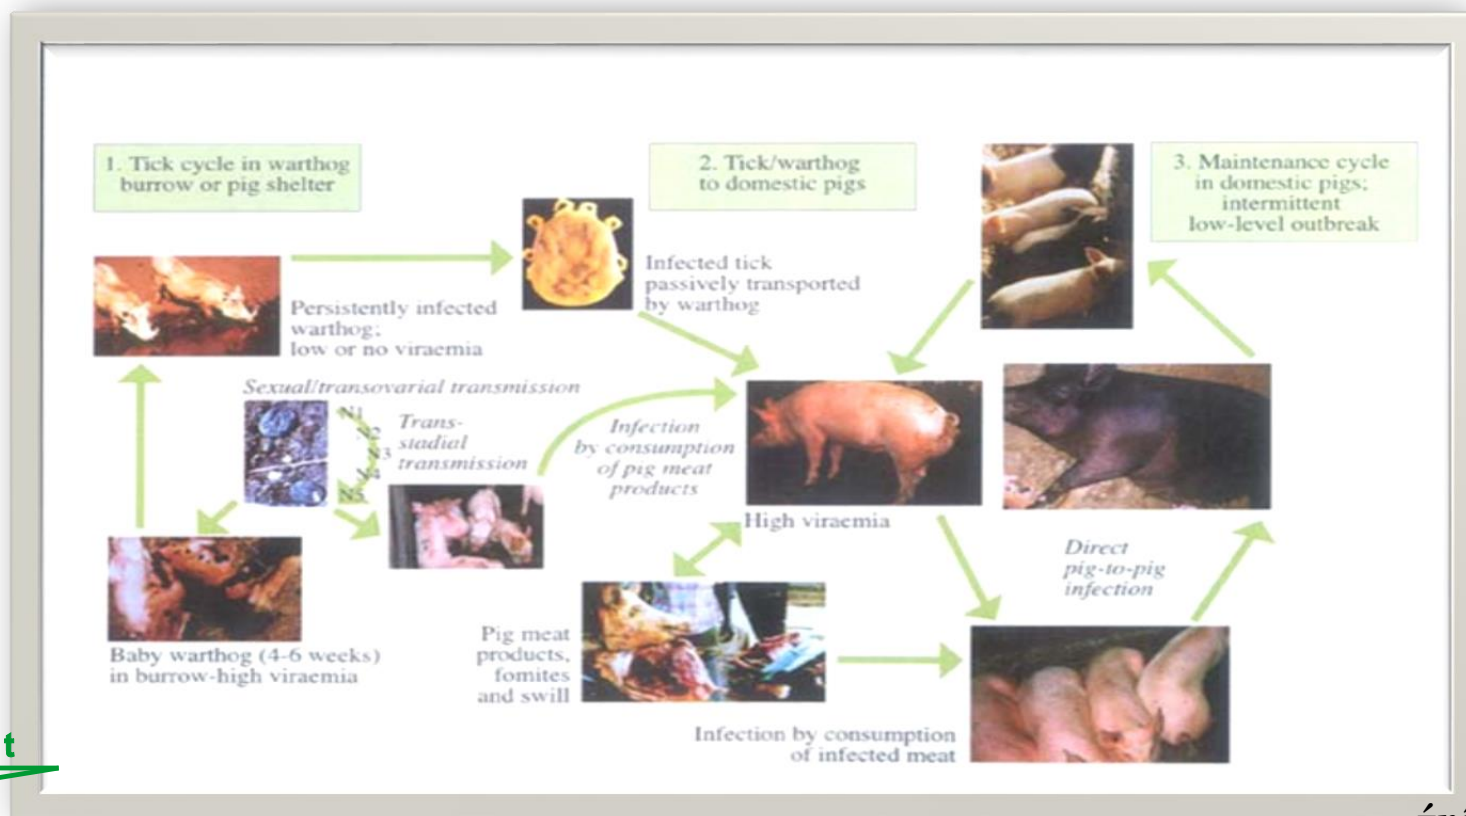 1. Tick cycle in warthog
burrow or pig shelter
2. Tick/warthog
to domestic pigs
3. Maintenance cycle
in domestic pigs;
intermittent
low-level outbreak
Infected tick
passively transported
by warthog
Persistently infected
warthog;
low or no viraemia
Sexual/transovarial transmission
N1
Trans-
stadial
transmission
3
N5
Infection
by consumption
of pig meat
products
High viraemia
Direct
pig-to-pig
infection
Baby warthog (4-6 weeks)
in burrow-high viraemia
Pig meat
products,
fomites
and swill
Infection by consumption
of infected meat
t